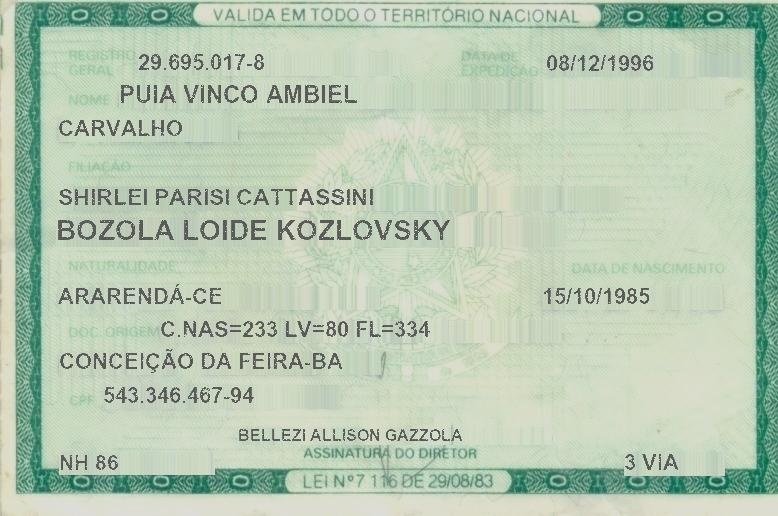 VALIDA EM TODO O TERRITÓRIO NACIONAL
REGISTRO GERAL 29.695.017-8 DATA DE EXPEDIÇÃO 08/12/1996
NOME PUIA VINCO AMBIEL
CARVALHO
FILIAÇÃO
SHIRLEI PARISI CATTASSINI
BOZOLA LOIDE KOZLOVSKY
NATURALIDADE DATA DE NASCIMENTO
ARARENDÁ-CE 15/10/1985
DOC. ORIGEM C.NAS=233 LV=80 FL=334
CONCEIÇÃO DA FEIRA-BA
CPF 543.346.467-94
BELLEZI ALLISON GAZZOLA
NH 86 ASSINATURA DO DIRETOR 3 VIA
LEI Nº 7 116 DE 29/08/83